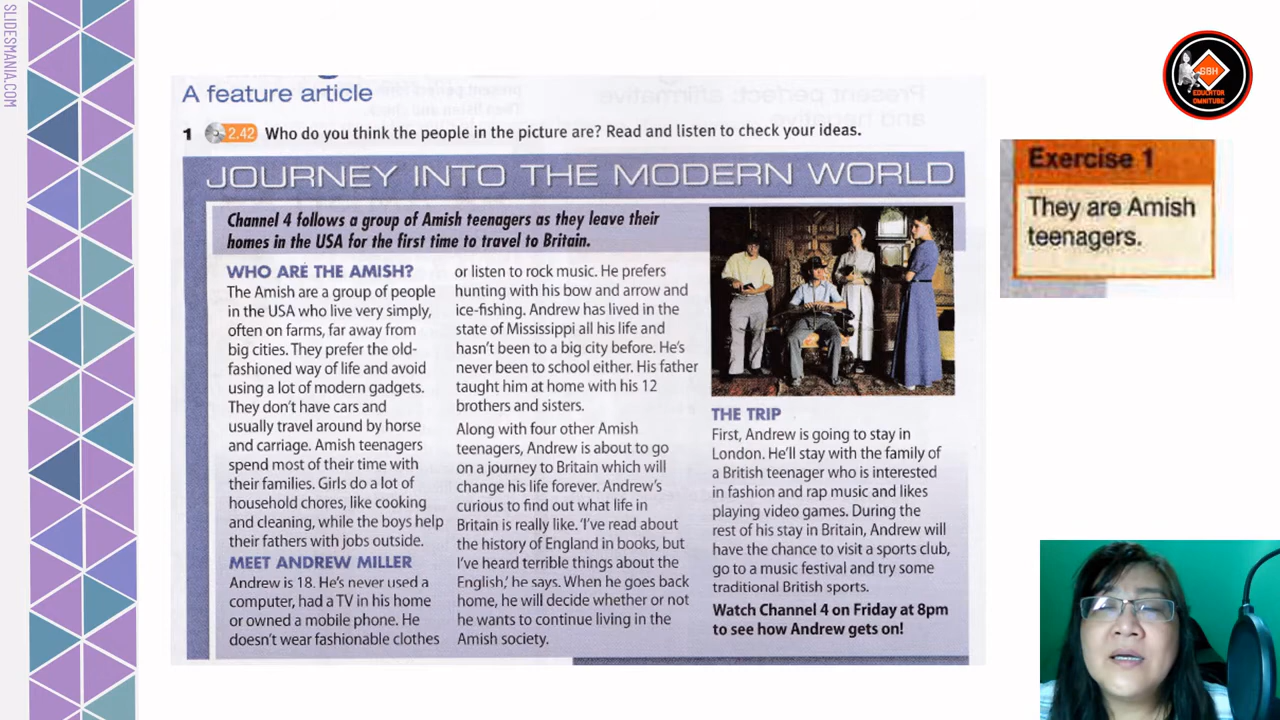 SLIDESMANIA.COM
A feature article
1 2.42 Who do you think the people in the picture are? Read and listen to check your ideas.
JOURNEY INTO THE MODERN WORLD
Channel 4 follows a group of Amish teenagers as they leave their
homes in the USA for the first time to travel to Britain.
WHO ARE THE AMISH?
The Amish are a group of people
in the USA who live very simply,
often on farms, far away from
big cities. They prefer the old-
fashioned way of life and avoid
using a lot of modern gadgets.
They don't have cars and
usually travel around by horse
and carriage. Amish teenagers
spend most of their time with
their families. Girls do a lot of
household chores, like cooking
and cleaning, while the boys help
their fathers with jobs outside.
MEET ANDREW MILLER
Andrew is 18. He's never used a
computer, had a TV in his home
or owned a mobile phone. He
doesn't wear fashionable clothes
or listen to rock music. He prefers
hunting with his bow and arrow and
ice-fishing. Andrew has lived in the
state of Mississippi all his life and
hasn't been to a big city before. He's
never been to school either. His father
taught him at home with his 12
brothers and sisters.
Along with four other Amish
teenagers, Andrew is about to go
on a journey to Britain which will
change his life forever. Andrew's
curious to find out what life in
Britain is really like. 'I've read about
the history of England in books, but
I've heard terrible things about the
English,' he says. When he goes back
home, he will decide whether or not
he wants to continue living in the
Amish society.
THE TRIP
First, Andrew is going to stay in
London. He'll stay with the family of
a British teenager who is interested
in fashion and rap music and likes
playing video games. During the
rest of his stay in Britain, Andrew will
have the chance to visit a sports club,
go to a music festival and try some
traditional British sports.
Watch Channel 4 on Friday at 8pm
to see how Andrew gets on!
EDUCATOR
OMNITUBE
Exercise 1
They are Amish
teenagers.